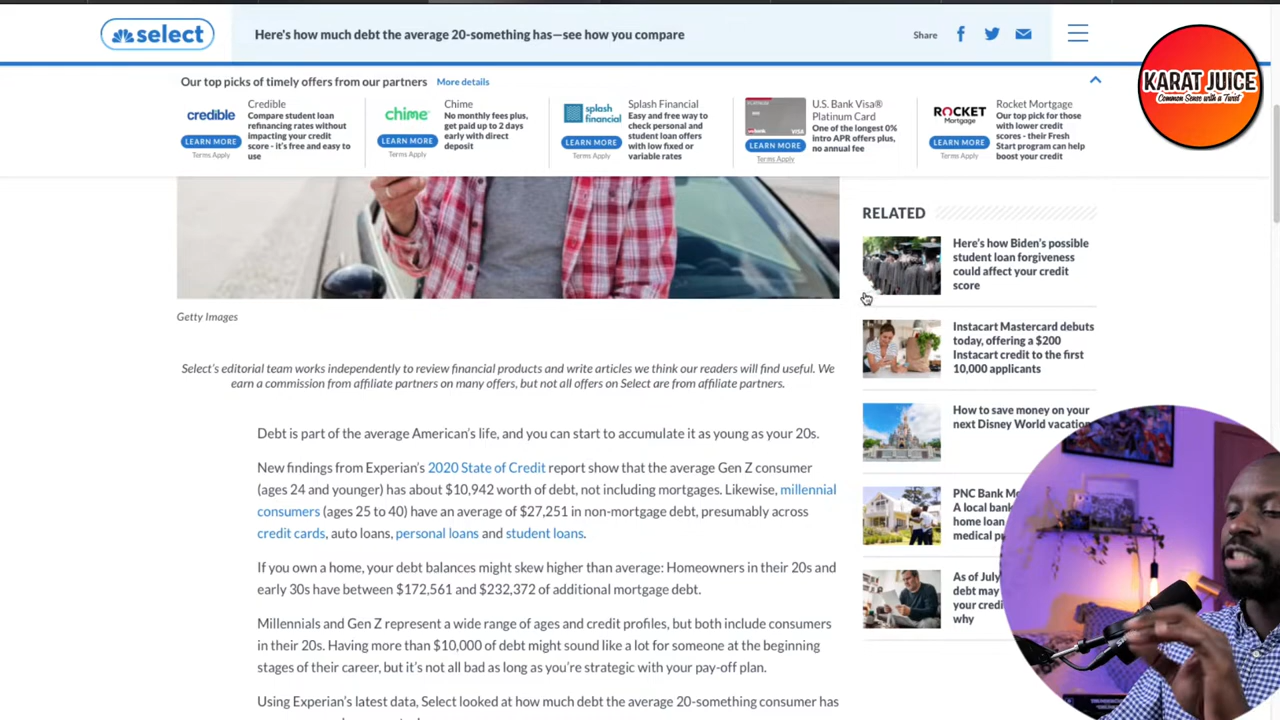 select
Here's how much debt the average 20-something has—see how you compare
Share
KARAT JUICE
Common Sense with a Twist
Our top picks of timely offers from our partners
More details
credible
LEARN MORE
Terms Apply
Credible
Compare student loan
refinancing rates without
impacting your credit
score - it's free and easy to
use
chime
LEARN MORE
Terms Apply
Chime
No monthly fees plus,
get paid up to 2 days
early with direct
deposit
splash
financial
LEARN MORE
Terms Apply
Splash Financial
Easy and free way to
check personal and
student loan offers
with low fixed or
variable rates
VISA
LEARN MORE
Terms Apply
U.S. Bank Visa®
Platinum Card
One of the longest 0%
intro APR offers plus,
no annual fee
ROCKET
Mortgage
LEARN MORE
Terms Apply
Rocket Mortgage
Our top pick for those
with lower credit
scores - their Fresh
Start program can help
boost your credit
Getty Images
Select's editorial team works independently to review financial products and write articles we think our readers will find useful. We
earn a commission from affiliate partners on many offers, but not all offers on Select are from affiliate partners.
Debt is part of the average American's life, and you can start to accumulate it as young as your 20s.
New findings from Experian's 2020 State of Credit report show that the average Gen Z consumer
(ages 24 and younger) has about $10,942 worth of debt, not including mortgages. Likewise, millennial
consumers (ages 25 to 40) have an average of $27,251 in non-mortgage debt, presumably across
credit cards, auto loans, personal loans and student loans.
If you own a home, your debt balances might skew higher than average: Homeowners in their 20s and
early 30s have between $172,561 and $232,372 of additional mortgage debt.
Millennials and Gen Z represent a wide range of ages and credit profiles, but both include consumers
in their 20s. Having more than $10,000 of debt might sound like a lot for someone at the beginning
stages of their career, but it's not all bad as long as you're strategic with your pay-off plan.
Using Experian's latest data, Select looked at how much debt the average 20-something consumer has
RELATED
Here's how Biden's possible
student loan forgiveness
could affect your credit
score
Instacart Mastercard debuts
today, offering a $200
Instacart credit to the first
10,000 applicants
How to save money on your
next Disney World vacation
PNC Bank
A local bank
home loan
medical
As of July
debt may
your
why